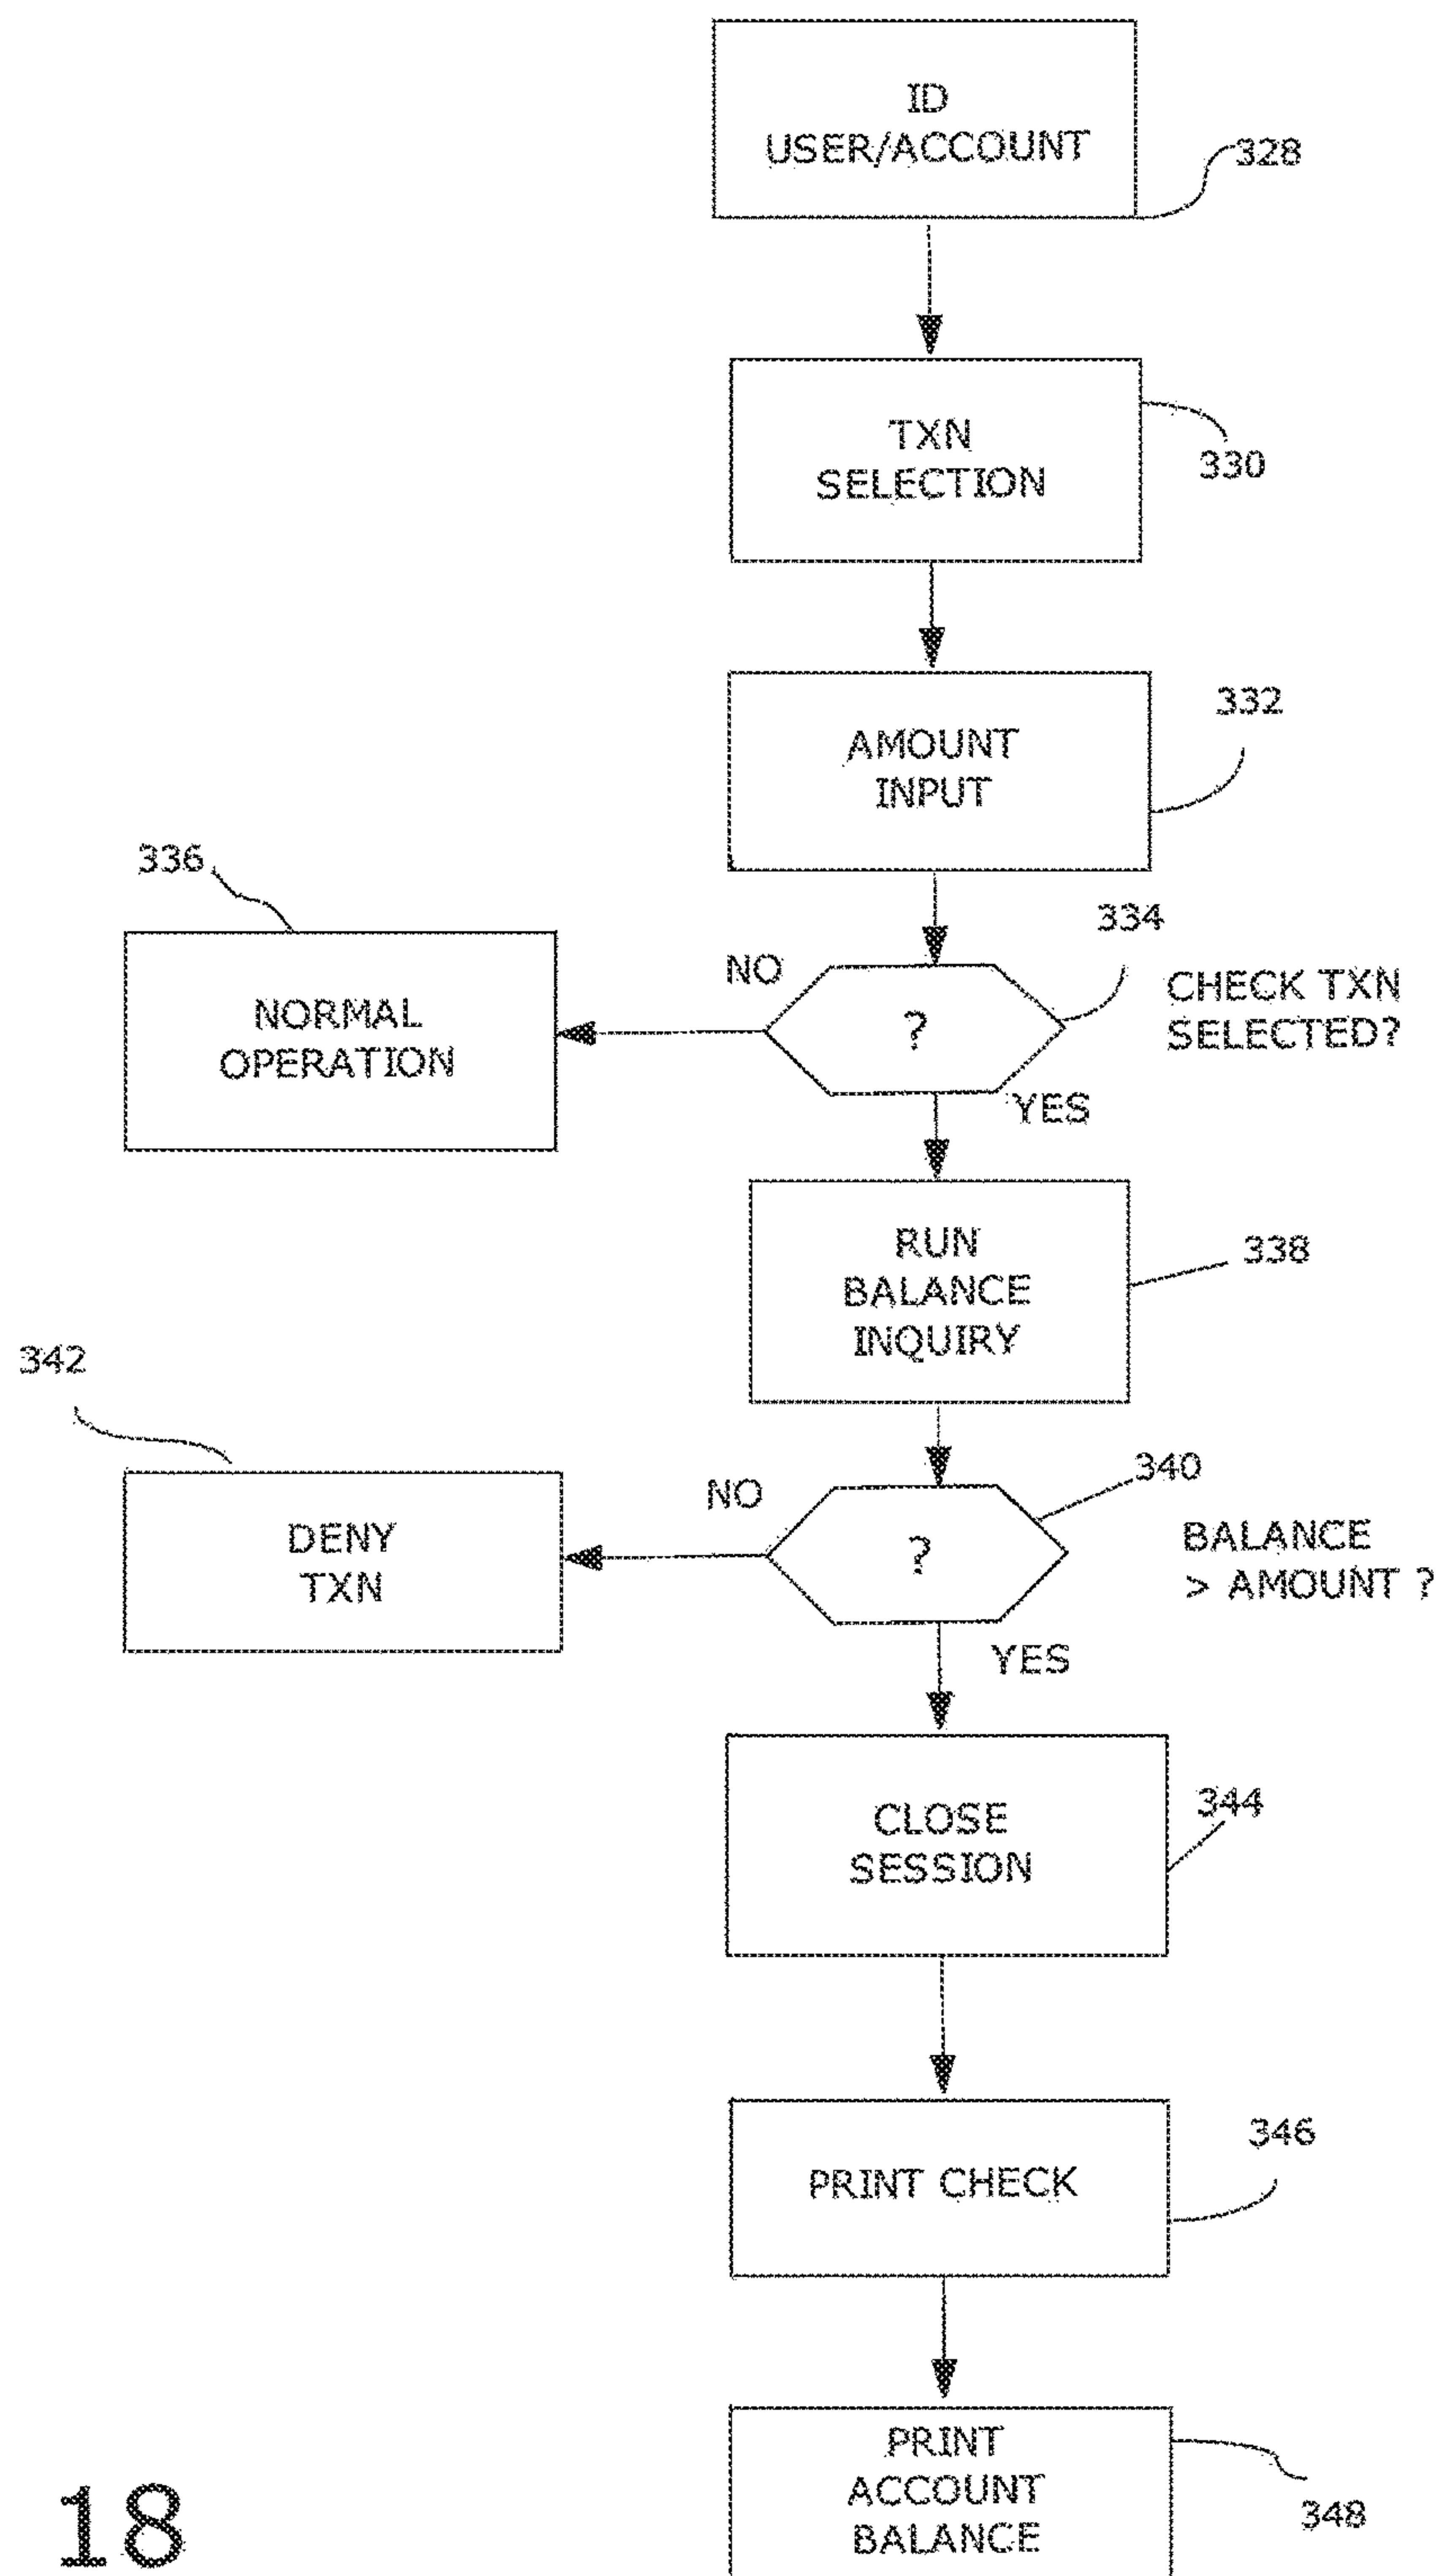 ID
USER/ACCOUNT
328
TXN
SELECTION
330
332
AMOUNT
INPUT
336
334
NO
CHECK TXN
SELECTED?
?
NORMAL
OPERATION
YES
RUN
BALANCE
INQUIRY
338
342
340
NO
BALANCE
> AMOUNT ?
?
DENY
TXN
YES
CLOSE
SESSION
344
346
PRINT CHECK
PRINT
ACCOUNT
BALANCE
348
18